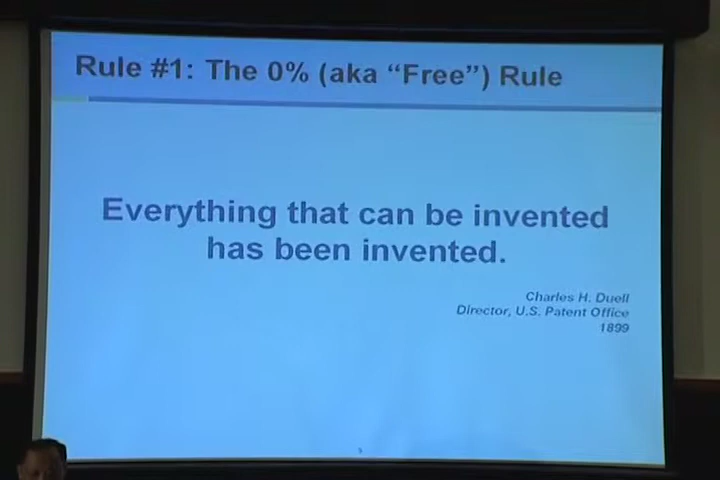 Rule #1: The 0% (aka “Free”) Rule
Everything that can be invented
has been invented.
Charles H. Duell
Director, U.S. Patent Office
1899